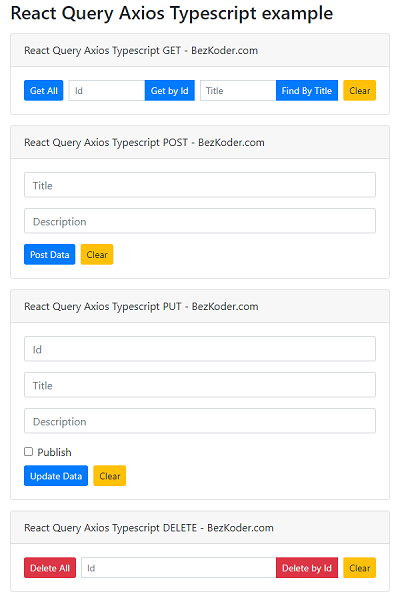 React Query Axios Typescript example
React Query Axios Typescript GET - BezKoder.com
Get All Id Get by Id Title Find By Title Clear
React Query Axios Typescript POST - BezKoder.com
Title
Description
Post Data Clear
React Query Axios Typescript PUT - BezKoder.com
Id
Title
Description
Publish
Update Data Clear
React Query Axios Typescript DELETE - BezKoder.com
Delete All Id Delete by Id Clear